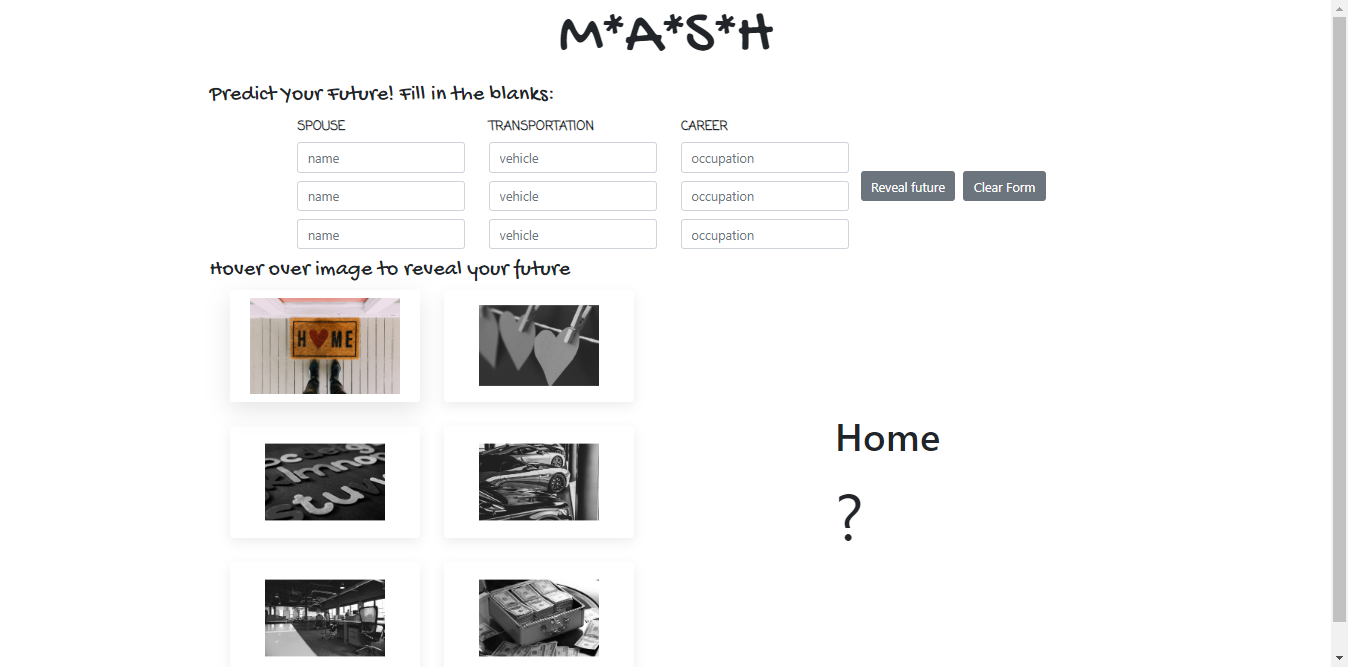 M*A*S*H
Predict Your Future! Fill in the blanks:
SPOUSE TRANSPORTATION CAREER
name vehicle occupation
name vehicle occupation
Reveal future Clear Form
name vehicle occupation
Hover over image to reveal your future
H♥ME
Home
?